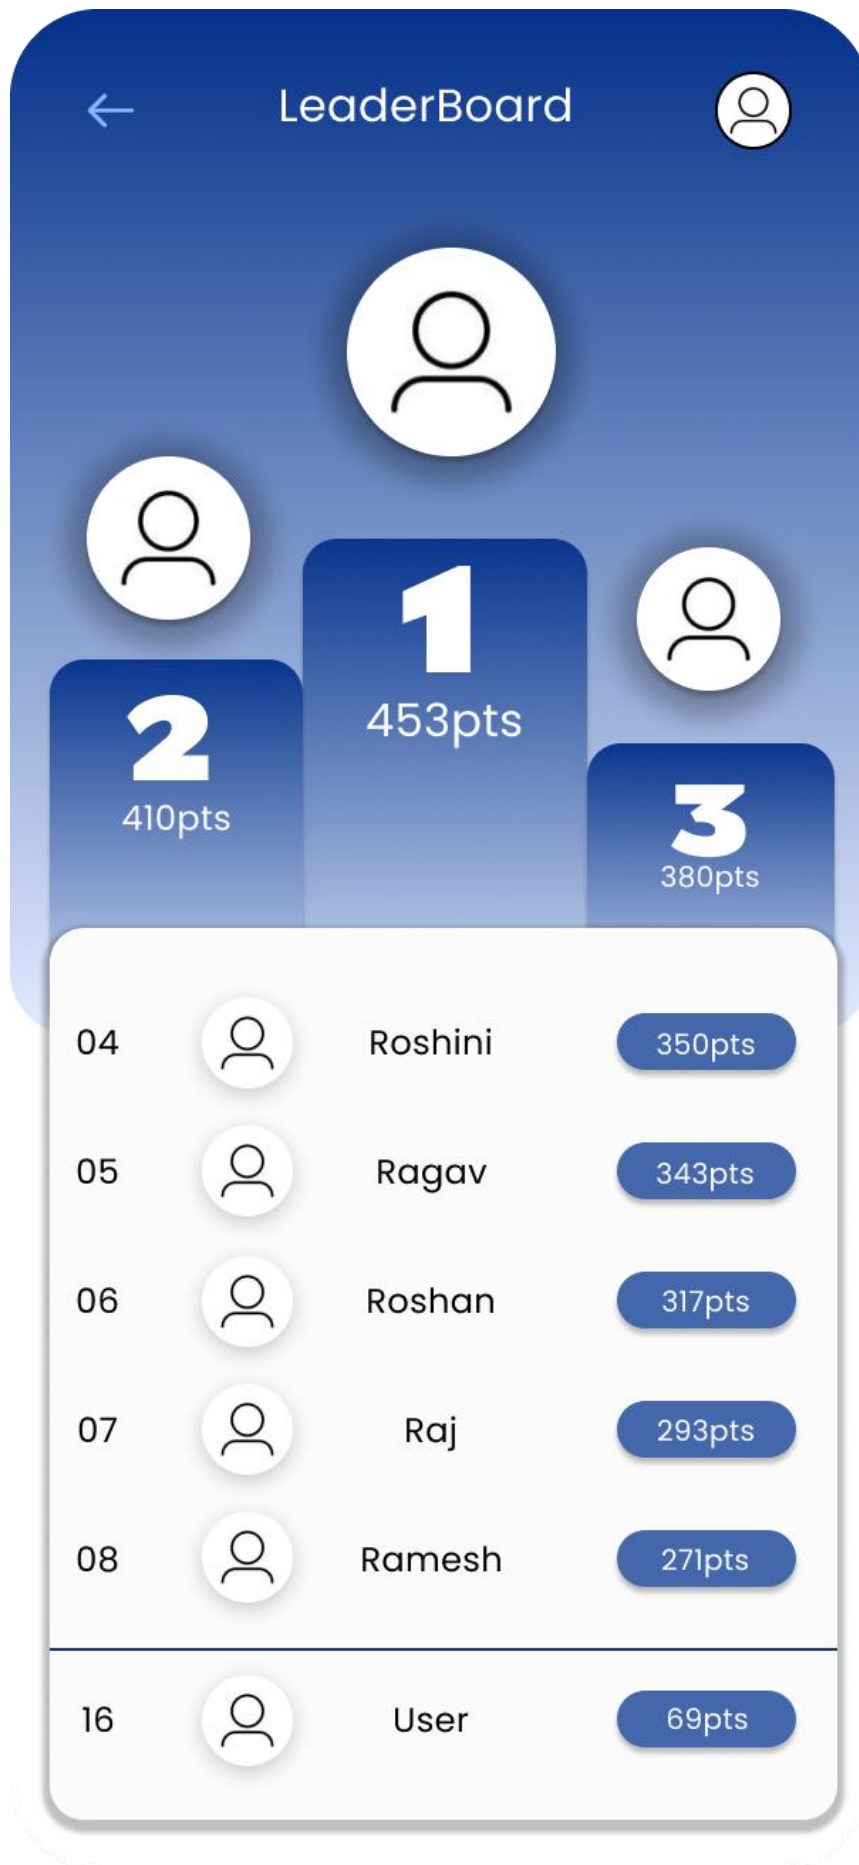 LeaderBoard
1
453pts
2
410pts
3
380pts
04 Roshini 350pts
05 Ragav 343pts
06 Roshan 317pts
07 Raj 293pts
08 Ramesh 271pts
16 User 69pts